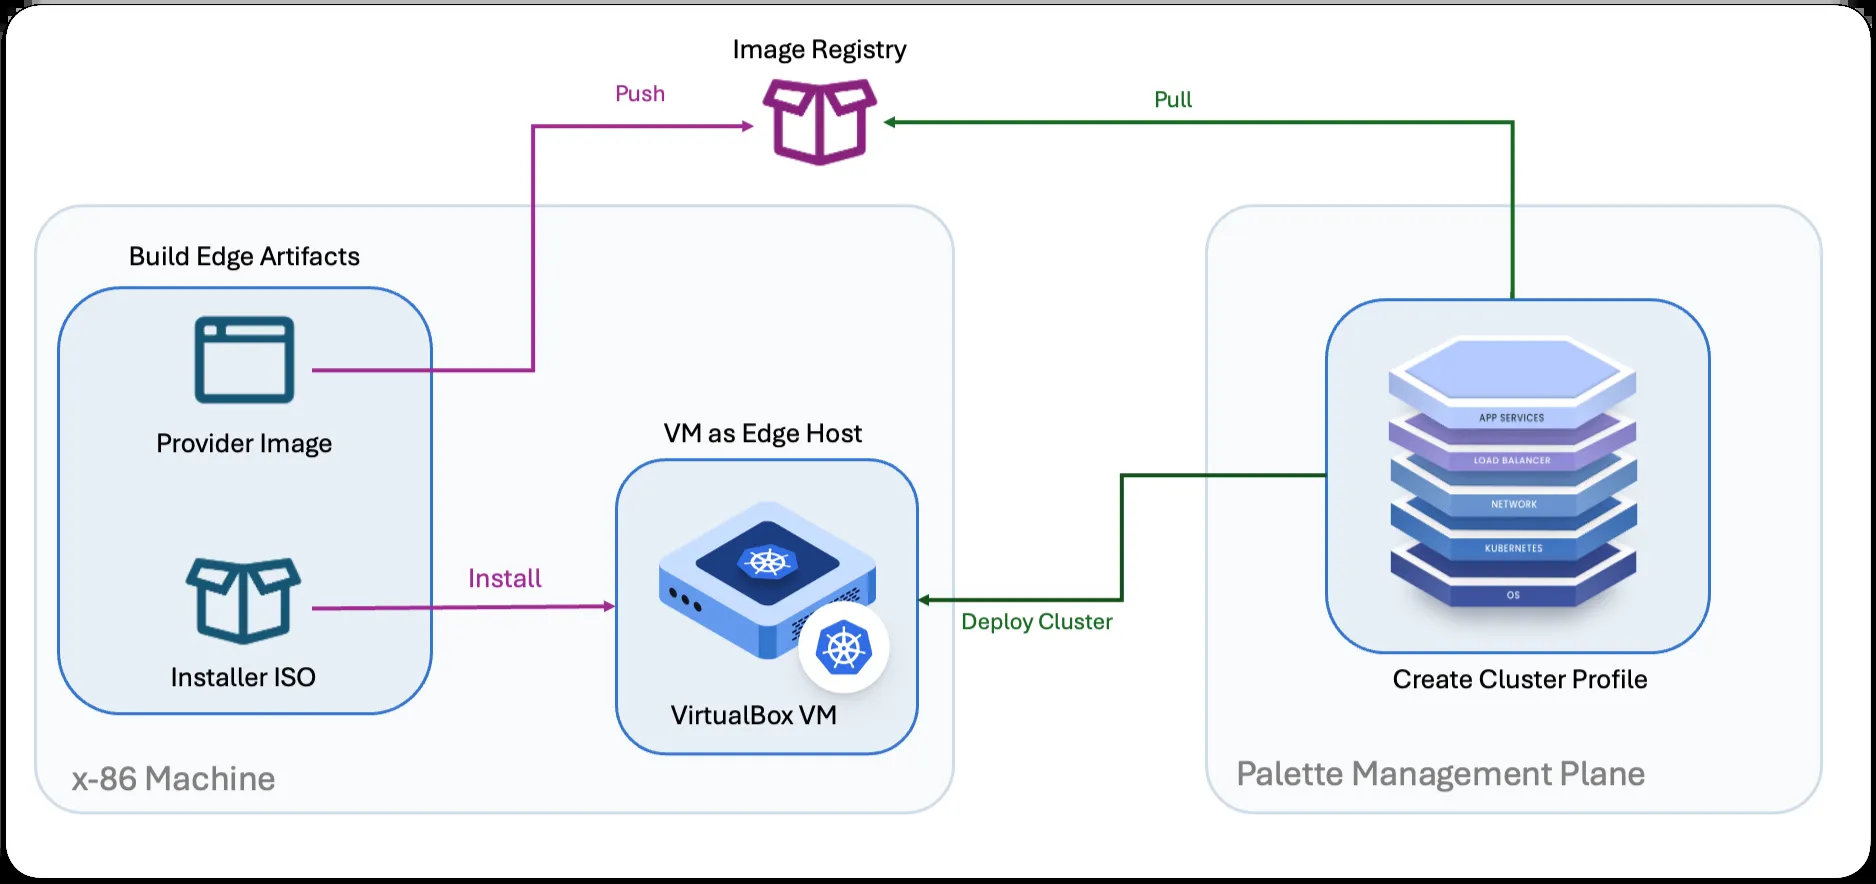 Image Registry
Push
Pull
Build Edge Artifacts
Provider Image
VM as Edge Host
APP SERVICES
LOAD BALANCER
NETWORK
KUBERNETES
OS
Install
Deploy Cluster
Installer ISO
Create Cluster Profile
VirtualBox VM
x-86 Machine
Palette Management Plane